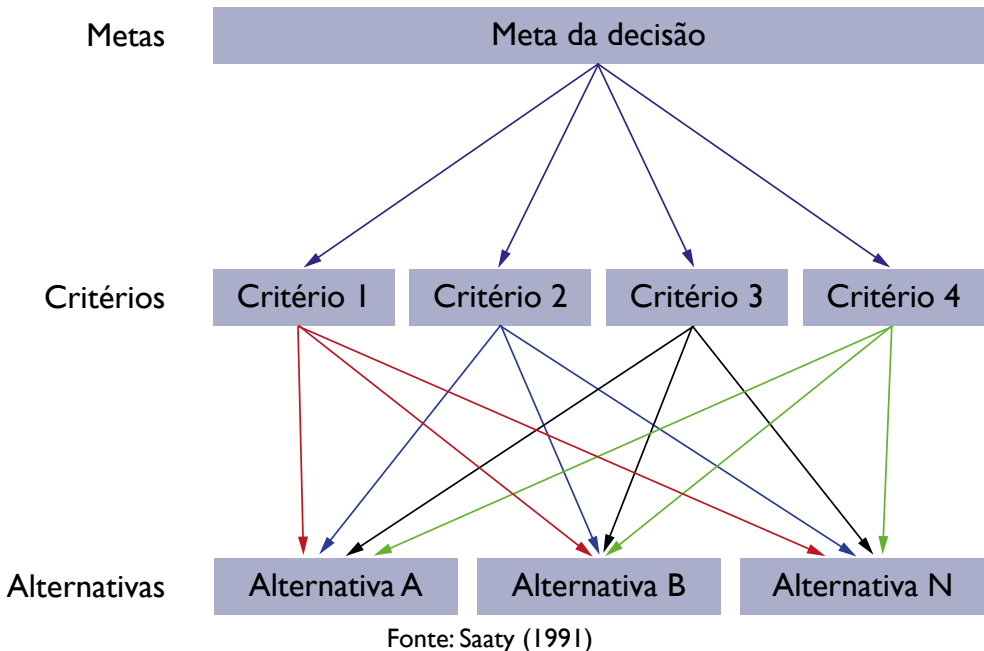 Metas
Meta da decisão
Critérios
Critério 1
Critério 2
Critério 3
Critério 4
Alternativas
Alternativa A
Alternativa B
Alternativa N
Fonte: Saaty (1991)